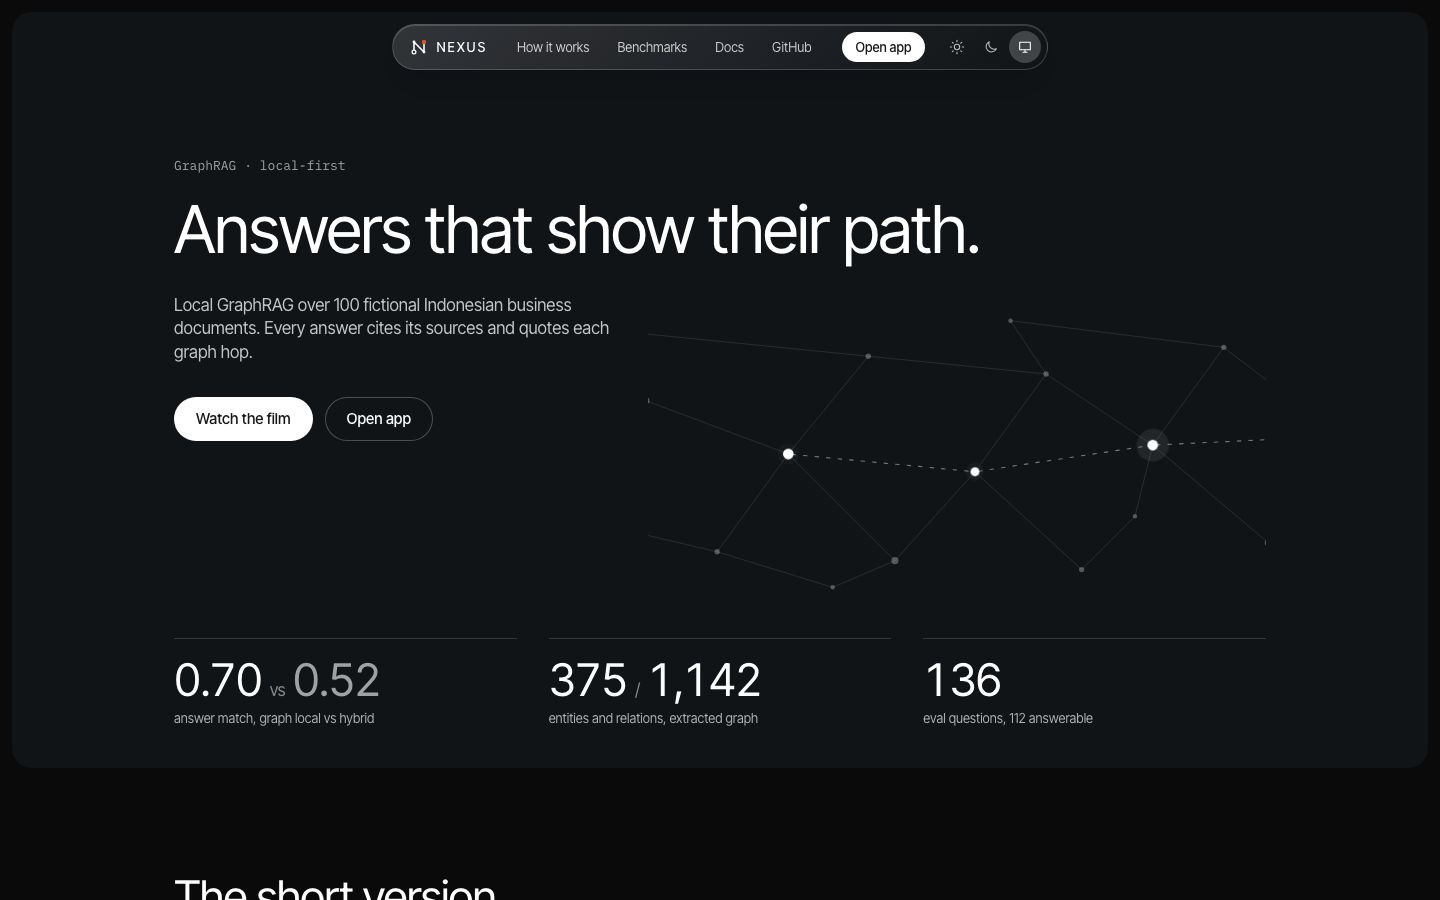 NEXUS How it works Benchmarks Docs GitHub Open app
GraphRAG · local-first
Answers that show their path.
Local GraphRAG over 100 fictional Indonesian business
documents. Every answer cites its sources and quotes each
graph hop.
Watch the film Open app
0.70 vs 0.52
answer match, graph local vs hybrid
375 / 1,142
entities and relations, extracted graph
136
eval questions, 112 answerable
The short version